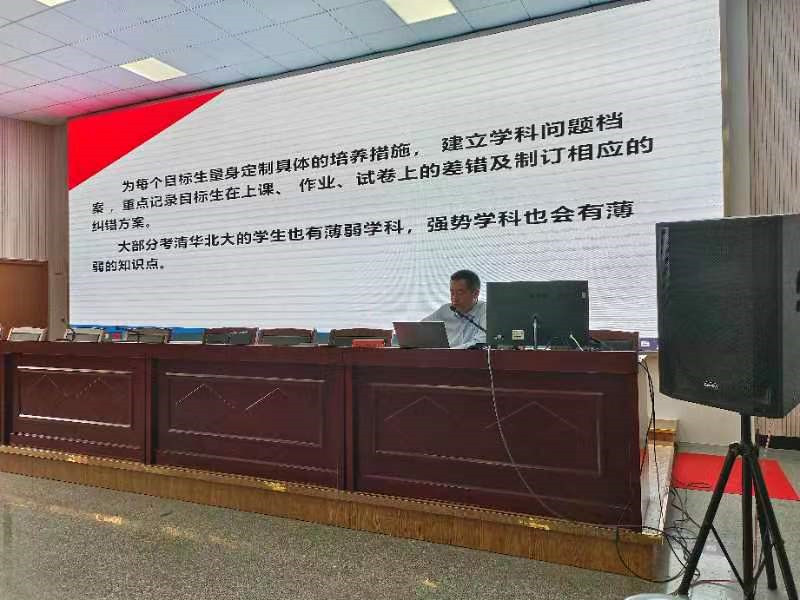 为每个目标生量身定制具体的培养措施， 建立学科问题档
案，重点记录目标生在上课、 作业、试卷上的差错及制订相应的
纠错方案。
大部分考清华北大的学生也有薄弱学科，强势学科也会有薄
弱的知识点。